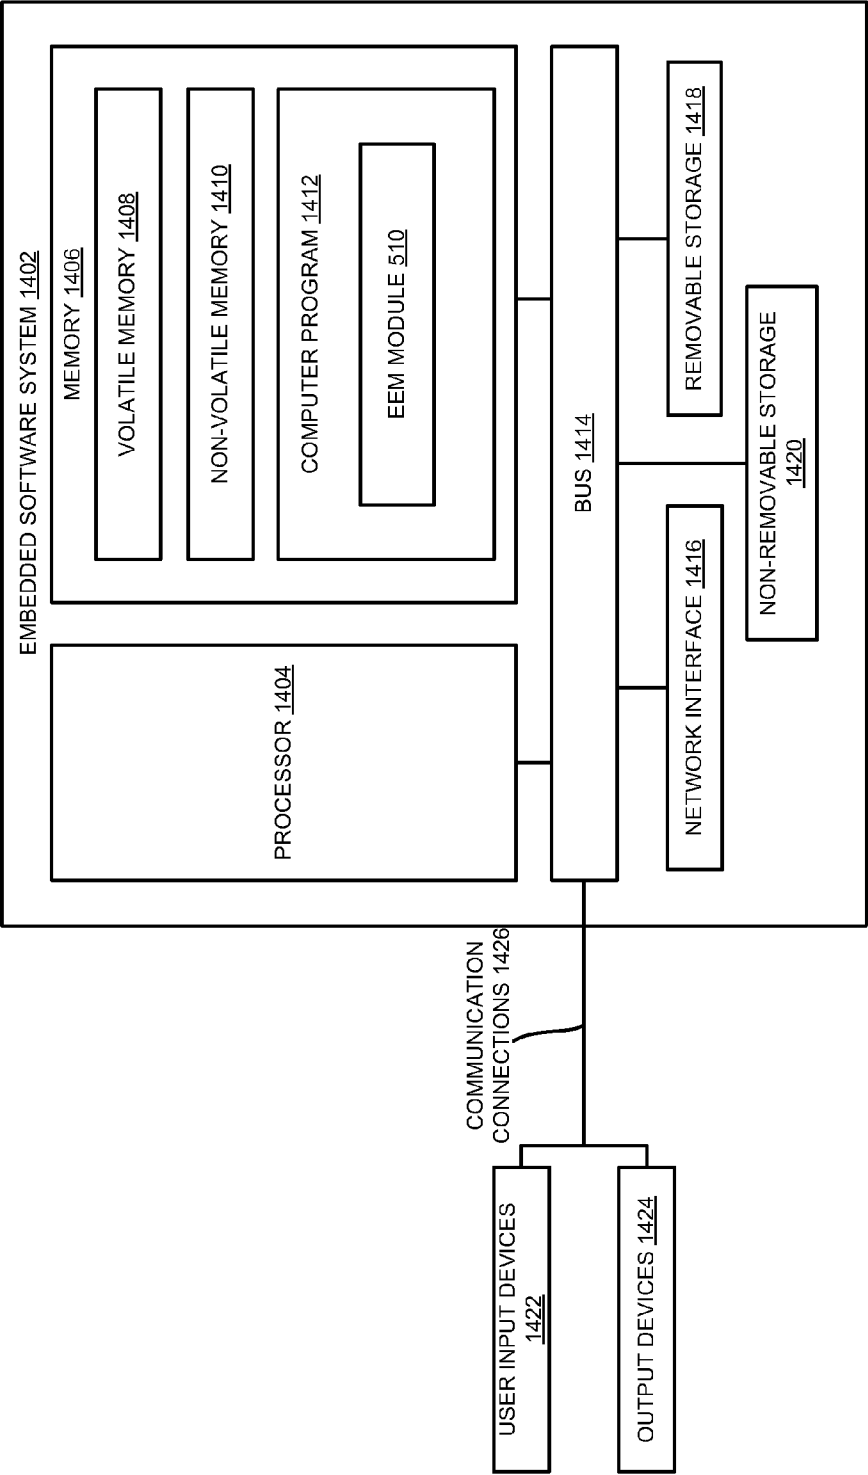 EMBEDDED SOFTWARE SYSTEM 1402
PROCESSOR 1404
MEMORY 1406
VOLATILE MEMORY 1408
NON-VOLATILE MEMORY 1410
COMPUTER PROGRAM 1412
EEM MODULE 510
BUS 1414
NETWORK INTERFACE 1416
REMOVABLE STORAGE 1418
NON-REMOVABLE STORAGE
1420
COMMUNICATION
CONNECTIONS 1426
USER INPUT DEVICES
1422
OUTPUT DEVICES 1424